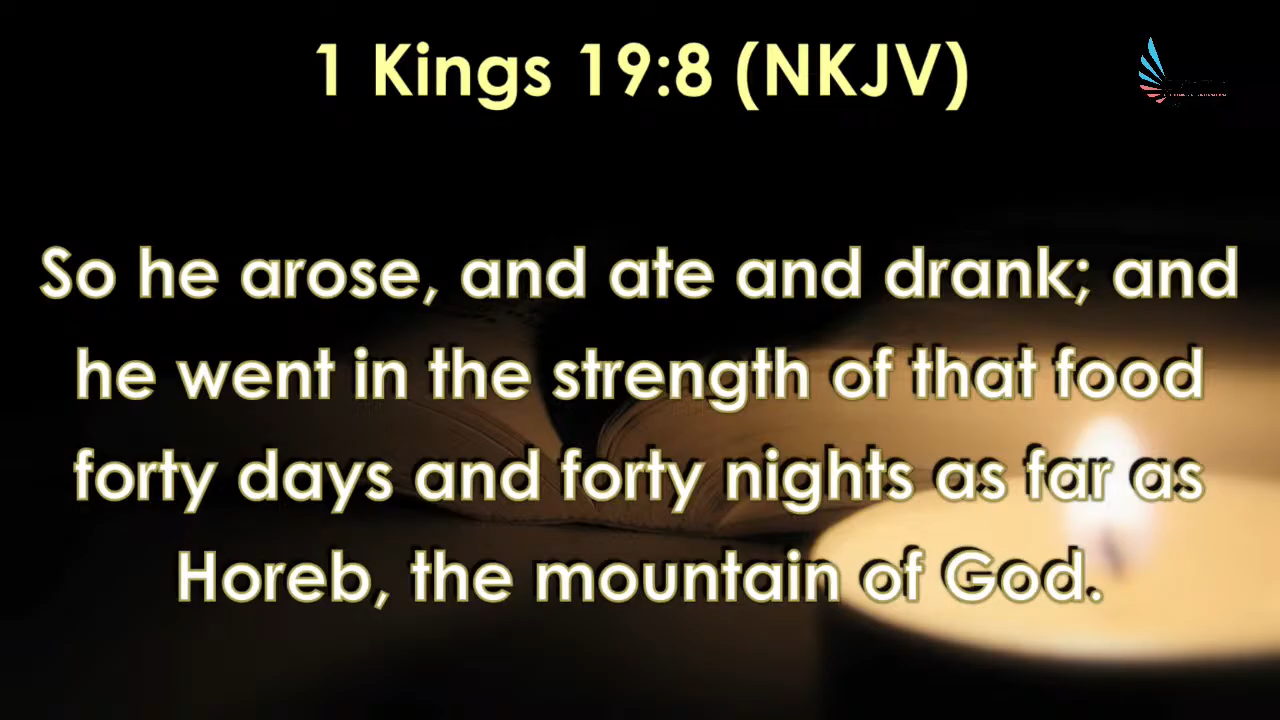 1 Kings 19:8 (NKJV)
So he arose, and ate and drank; and
he went in the strength of that food
forty days and forty nights as far as
Horeb, the mountain of God.